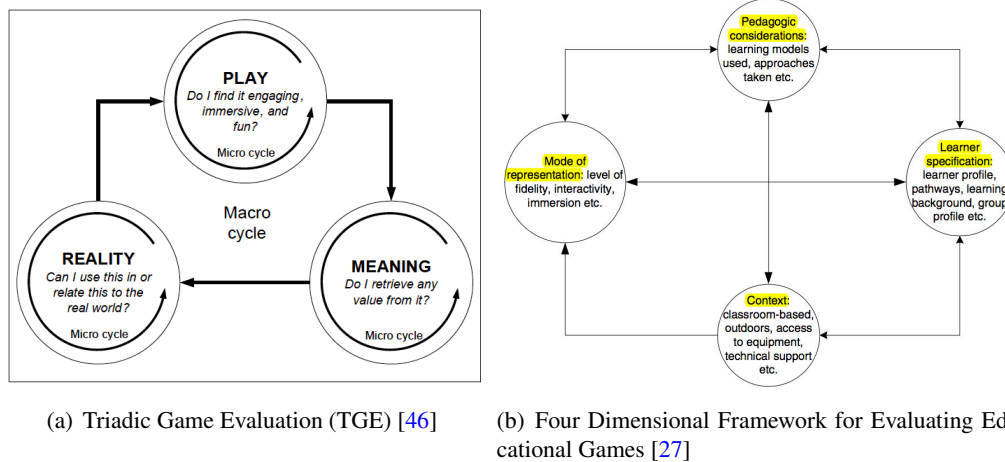 PLAY
Do I find it engaging,
immersive, and
fun?
Micro cycle
Macro
cycle
REALITY
Can I use this in or
relate this to the
real world?
Micro cycle
MEANING
Do I retrieve any
value from it?
Micro cycle
(a) Triadic Game Evaluation (TGE) [46]
Pedagogic
considerations:
learning models
used, approaches
taken etc.
Mode of
representation: level of
fidelity, interactivity,
immersion etc.
Learner
specification:
learner profile,
pathways, learning
background, group
profile etc.
Context:
classroom-based,
outdoors, access
to equipment,
technical support
etc.
(b) Four Dimensional Framework for Evaluating Ed
cational Games [27]